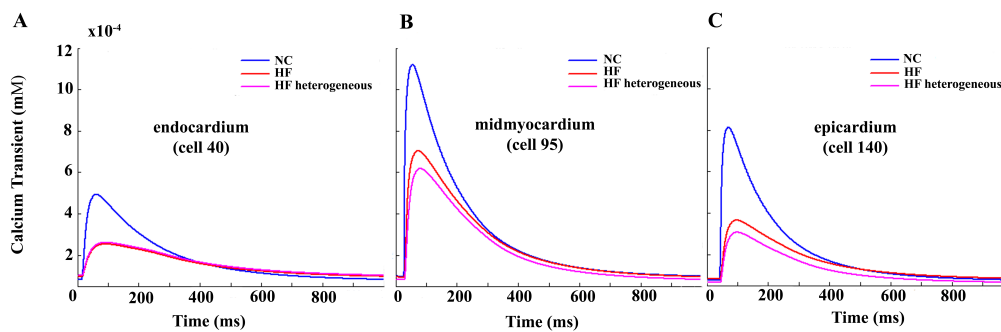 A
x10-4
Calcium Transient (mM)
12
10
8
6
4
2
NC
HF
HF heterogeneous
endocardium
(cell 40)
200
400
600
800
Time (ms)
B
NC
HF
HF heterogeneous
midmyocardium
(cell 95)
0
200
400
600
800
Time (ms)
C
NC
HF
HF heterogeneous
epicardium
(cell 140)
0
200
400
600
800
Time (ms)